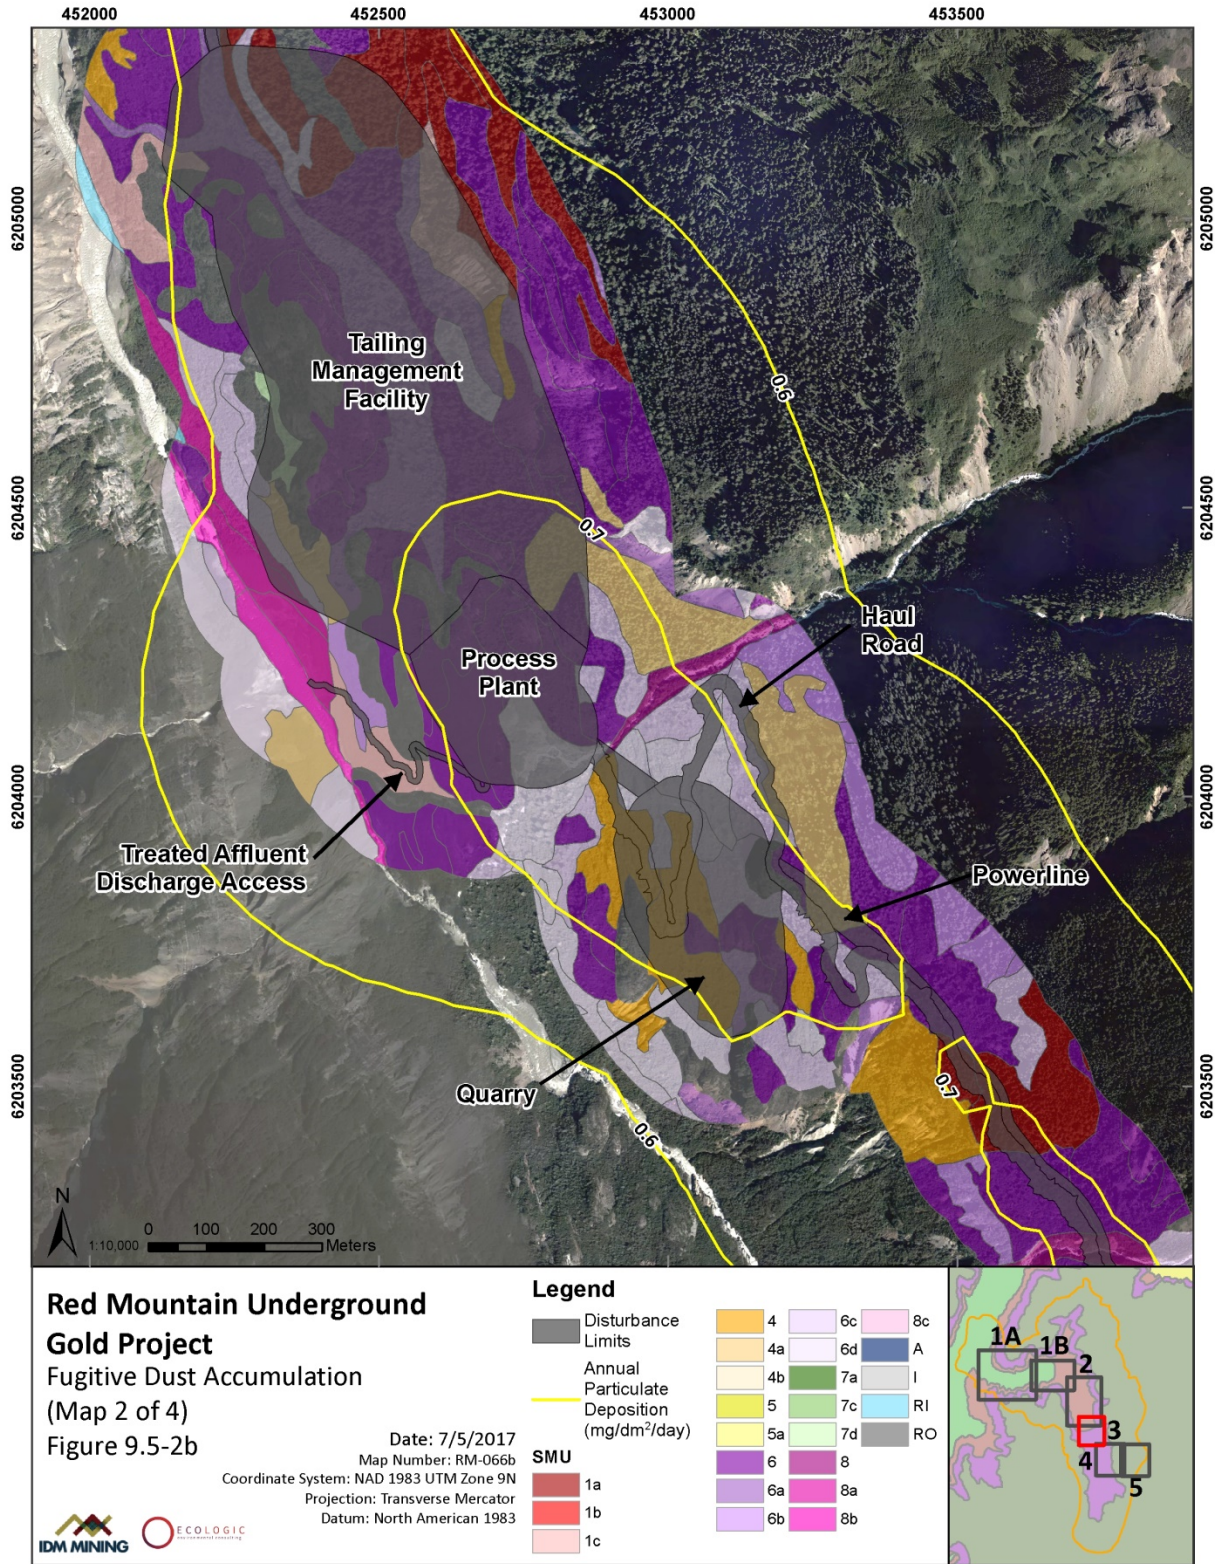 452000 452500 453000 453500
6205000 6205000
6204500 6204500
6204000 6204000
6203500 6203500
Tailing
Management
Facility
0.6
0.7
Process
Plant
Haul
Road
Treated Affluent
Discharge Access
Powerline
Quarry
0.7
0.6
N
0 100 200 300
1:10,000 Meters
Red Mountain Underground
Gold Project
Fugitive Dust Accumulation
(Map 2 of 4)
Figure 9.5-2b
Date: 7/5/2017
Map Number: RM-066b
Coordinate System: NAD 1983 UTM Zone 9N
Projection: Transverse Mercator
Datum: North American 1983
IDM MINING
ECOLOGIC
environmental consulting
Legend
Disturbance
Limits
Annual
Particulate
Deposition
(mg/dm²/day)
SMU
1a
1b
1c
4
4a
4b
5
5a
6
6a
6b
6c
6d
7a
7c
7d
8
8a
8b
8c
A
I
RI
RO
1A
1B
2
3
4
5